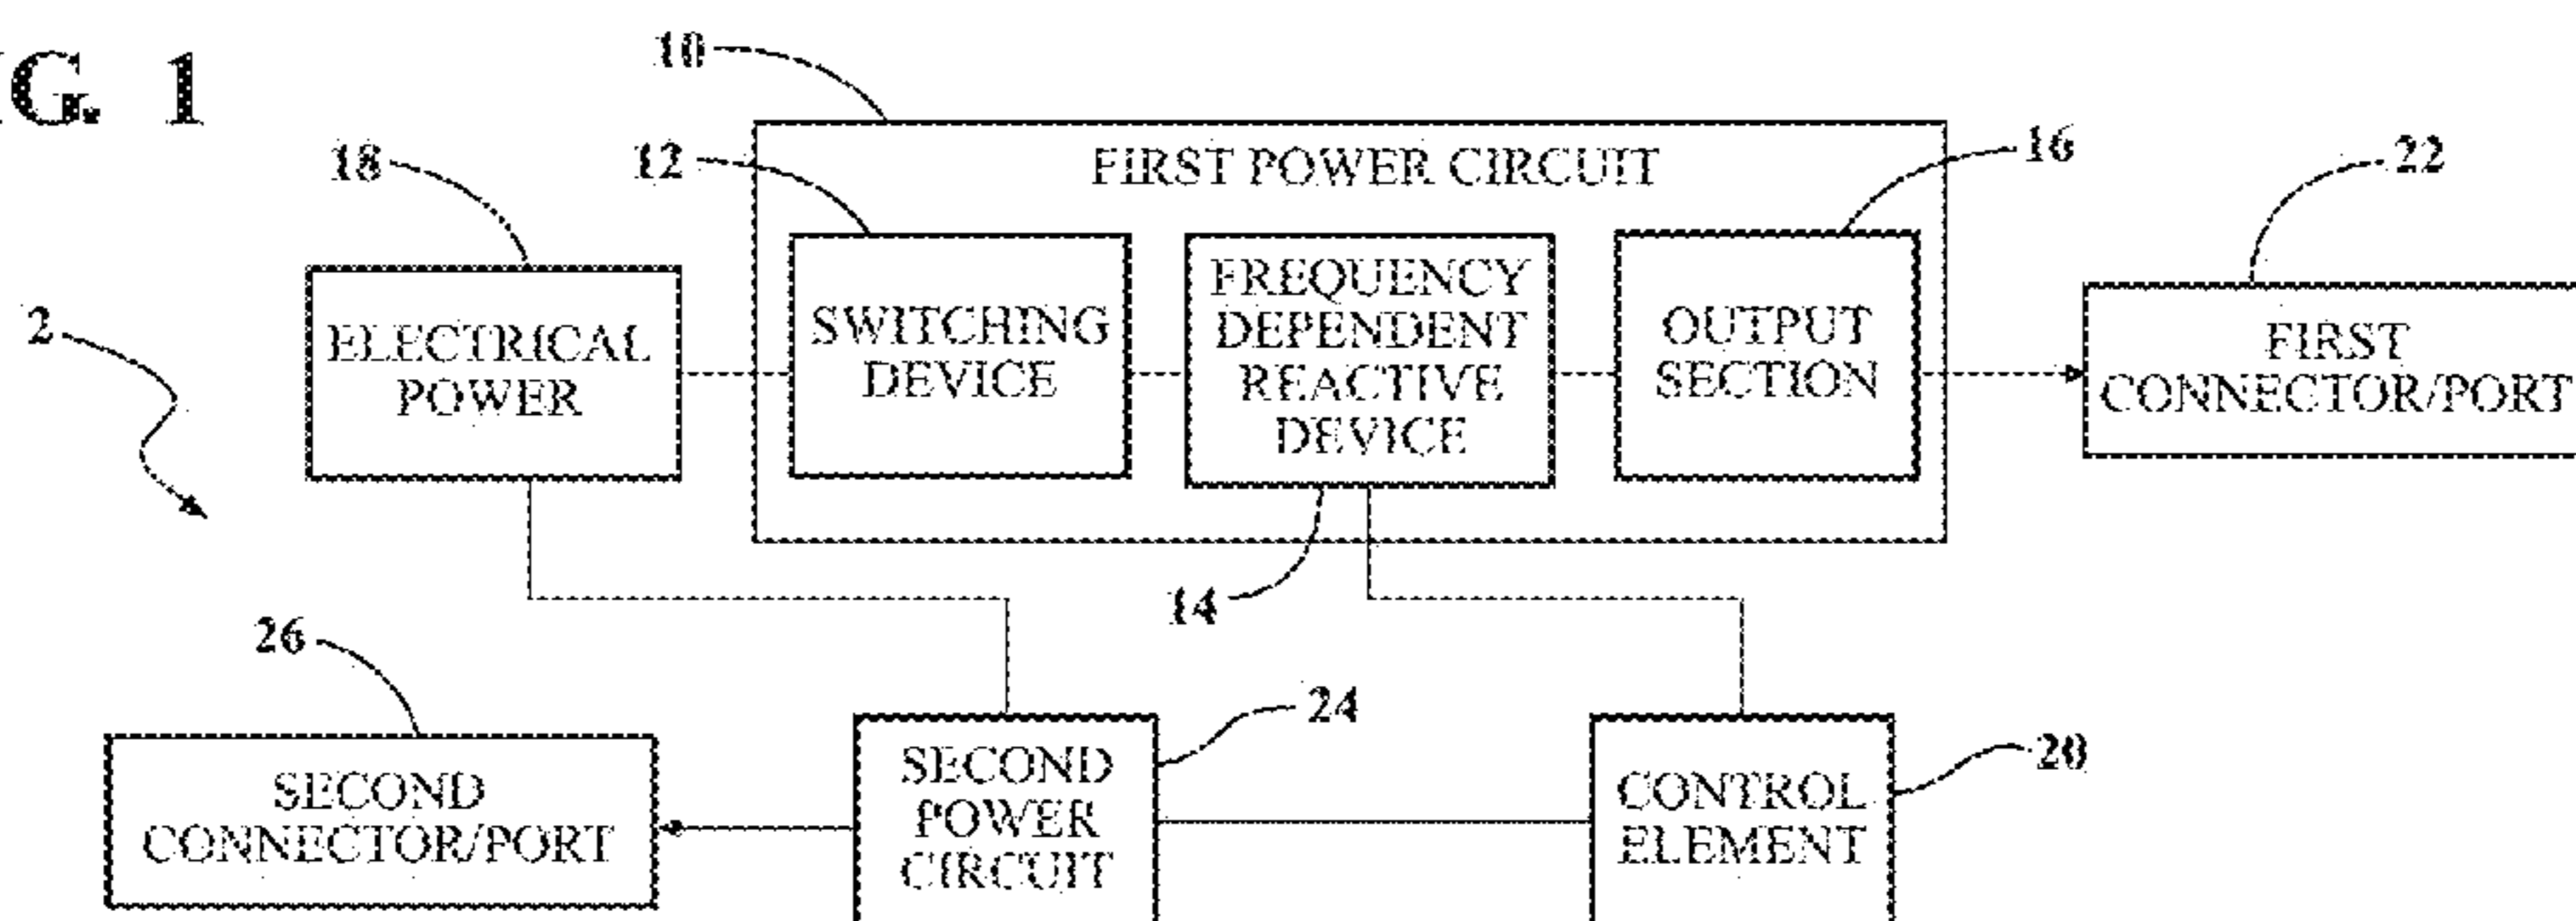 G. 1
10
18
12
FIRST POWER CIRCUIT
16
22
2
ELECTRICAL
POWER
SWITCHING
DEVICE
FREQUENCY
DEPENDENT
REACTIVE
DEVICE
OUTPUT
SECTION
FIRST
CONNECTOR/PORT
14
26
24
20
SECOND
CONNECTOR/PORT
SECOND
POWER
CIRCUIT
CONTROL
ELEMENT